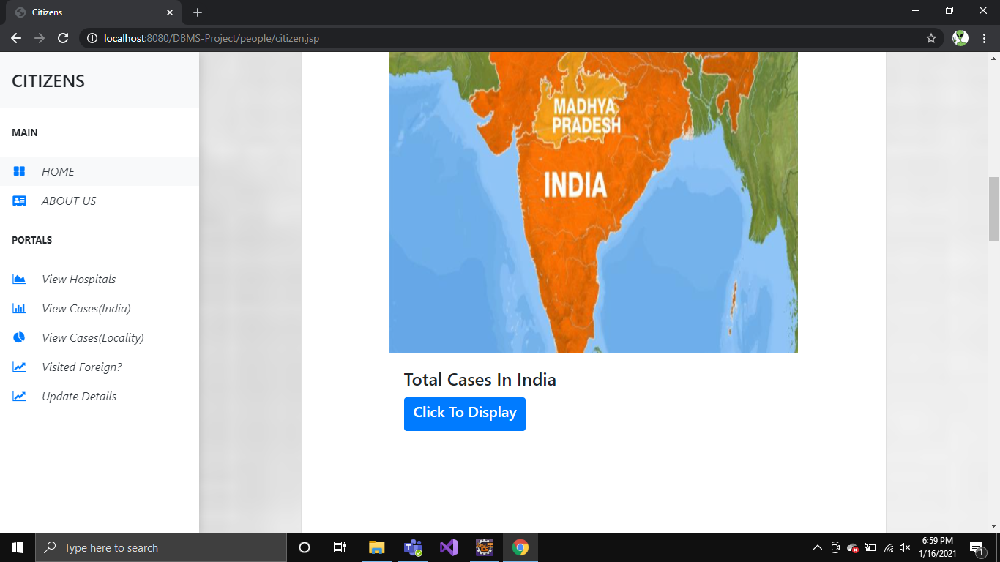 Citizens
localhost:8080/DBMS-Project/people/citizen.jsp
CITIZENS
MAIN
HOME
ABOUT US
PORTALS
View Hospitals
View Cases(India)
View Cases(Locality)
Visited Foreign?
Update Details
MADHYA
PRADESH
INDIA
Total Cases In India
Click To Display
Type here to search
6:59 PM
1/16/2021
1